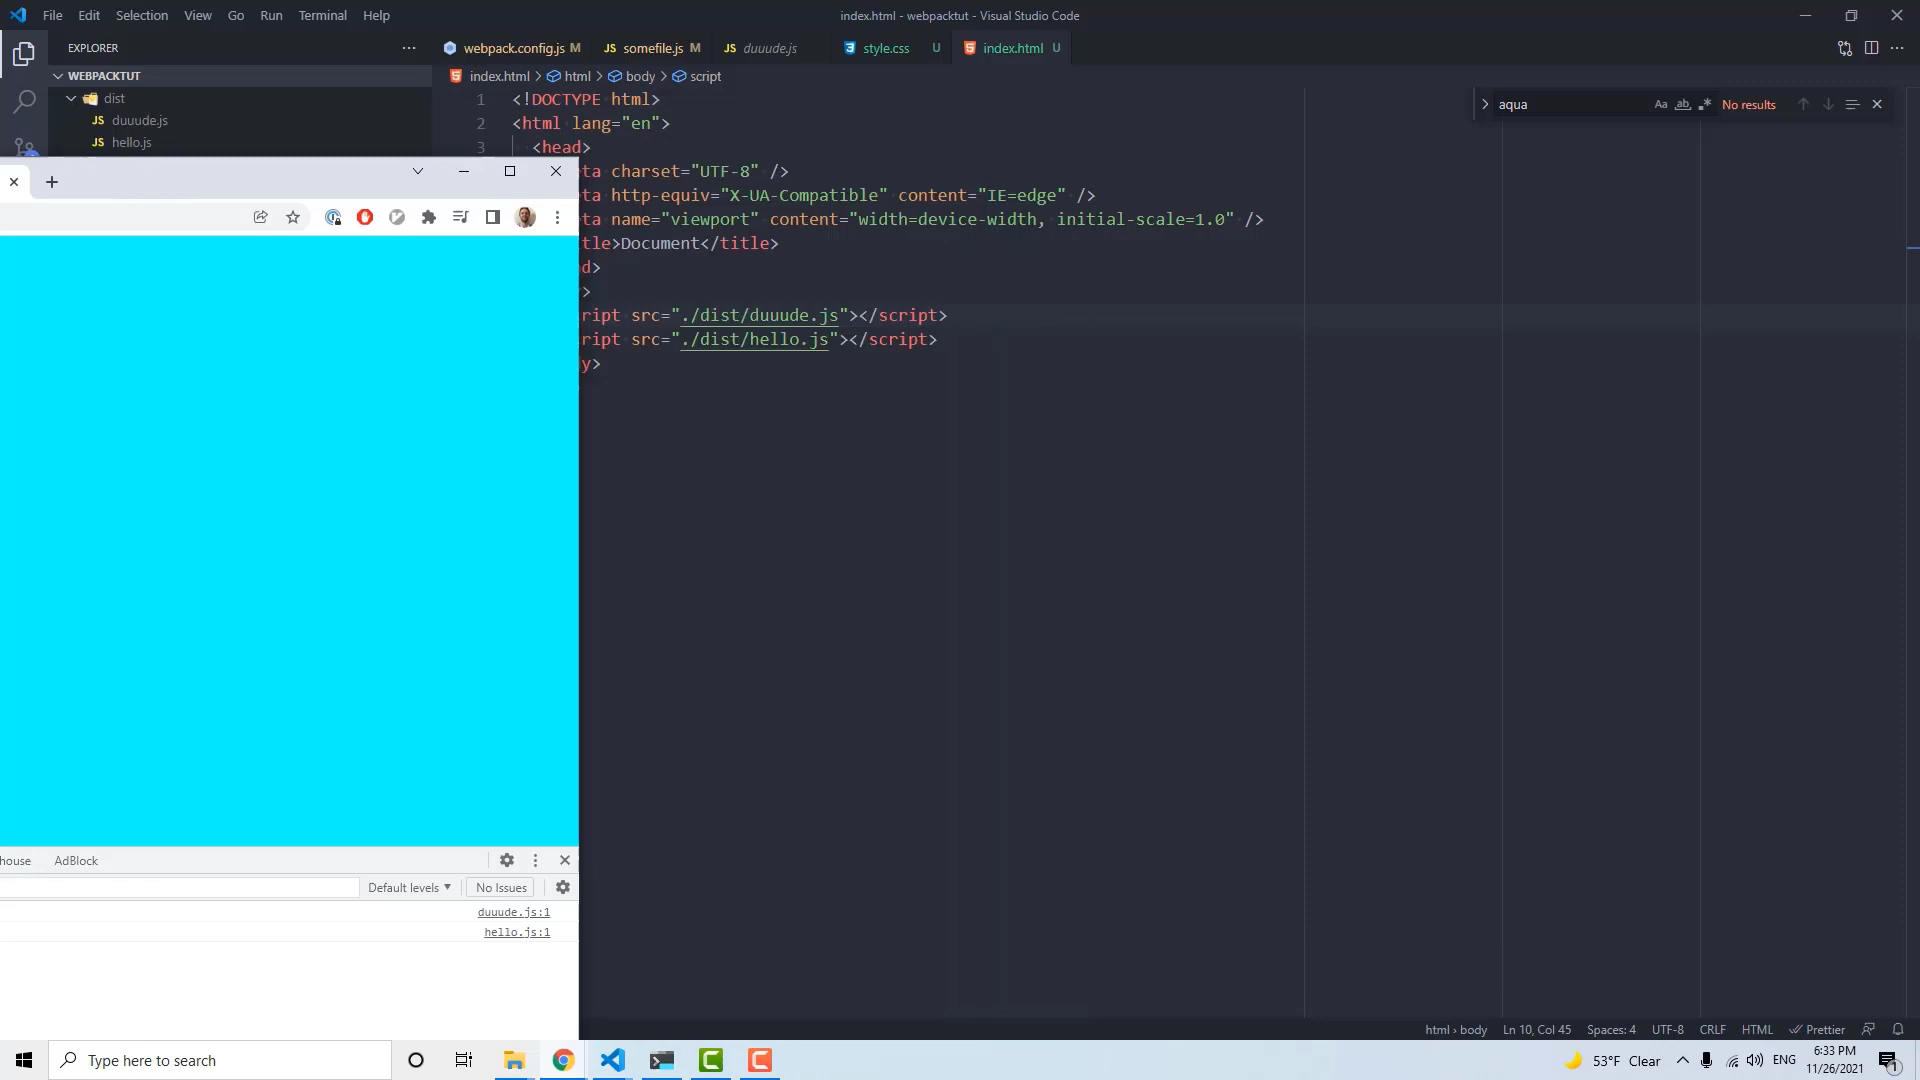 File Edit Selection View Go Run Terminal Help
index.html - webpacktut - Visual Studio Code
EXPLORER
webpack.config.js M
JS somefile.js M
JS duuude.js
style.css U
index.html U
WEBPACKTUT
index.html > html > body > script
dist
JS duuude.js
JS hello.js
1 <!DOCTYPE html>
2 <html lang="en">
3 <head>
ta charset="UTF-8" />
ta http-equiv="X-UA-Compatible" content="IE=edge" />
ta name="viewport" content="width=device-width, initial-scale=1.0" />
tle>Document</title>
d>
>
ript src="./dist/duuude.js"></script>
ript src="./dist/hello.js"></script>
y>
aqua
Aa ab .* No results
house AdBlock
Default levels ▼ No Issues
duuude.js:1
hello.js:1
html › body Ln 10, Col 45 Spaces: 4 UTF-8 CRLF HTML Prettier
Type here to search
53°F Clear
ENG
6:33 PM
11/26/2021
1